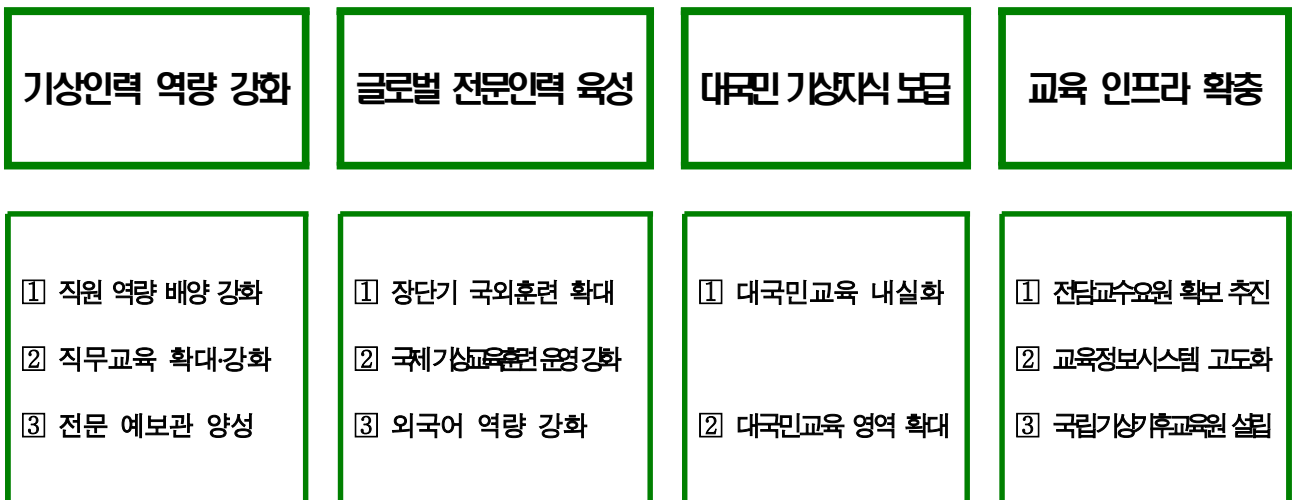 기상인력 역량 강화
글로벌 전문인력 육성
대국민 기상지식 보급
교육 인프라 확충
1 직원 역량 배양 강화
2 직무교육 확대·강화
3 전문 예보관 양성
1 장단기 국외훈련 확대
2 국제 기상교육훈련 운영 강화
3 외국어 역량 강화
1 대국민교육 내실화
2 대국민교육 영역 확대
1 전담교수요원 확보 추진
2 교육정보시스템 고도화
3 국립기상기후교육원 설립